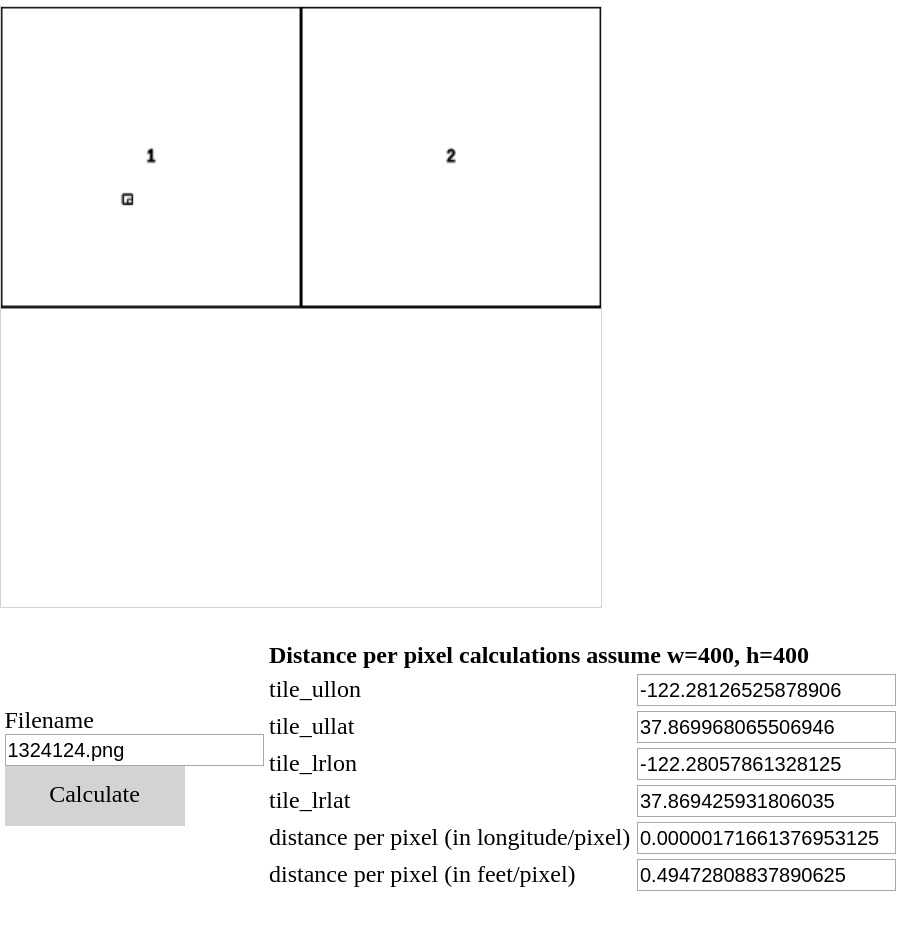 1
2
Distance per pixel calculations assume w=400, h=400
tile_ullon -122.28126525878906
tile_ullat 37.869968065506946
Filename
1324124.png
tile_lrlon -122.28057861328125
Calculate
tile_lrlat 37.869425931806035
distance per pixel (in longitude/pixel) 0.00000171661376953125
distance per pixel (in feet/pixel) 0.49472808837890625